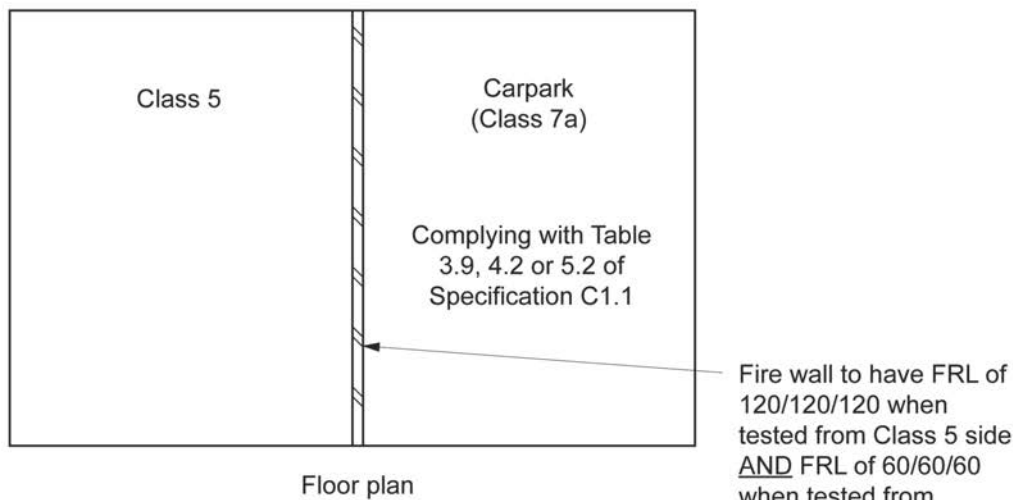 Class 5
Carpark
(Class 7a)
Complying with Table
3.9, 4.2 or 5.2 of
Specification C1.1
Fire wall to have FRL of
120/120/120 when
tested from Class 5 side
AND FRL of 60/60/60
when tested from
Floor plan